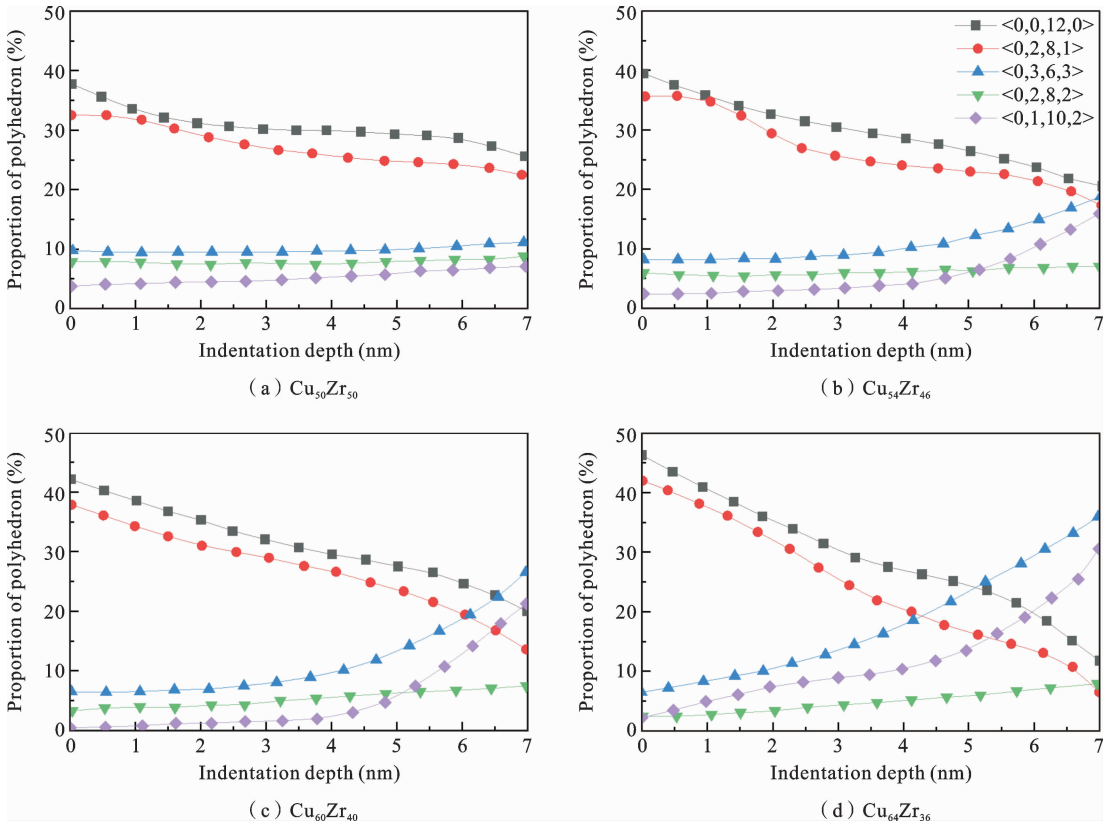 50
40
30
20
10
0
Proportion of polyhedron (%)
0 1 2 3 4 5 6 7
Indentation depth (nm)
(a) Cu₅₀Zr₅₀
50
40
30
20
10
0
Proportion of polyhedron (%)
<0,0,12,0>
<0,2,8,1>
<0,3,6,3>
<0,2,8,2>
<0,1,10,2>
0 1 2 3 4 5 6 7
Indentation depth (nm)
(b) Cu₅₄Zr₄₆
50
40
30
20
10
0
Proportion of polyhedron (%)
0 1 2 3 4 5 6 7
Indentation depth (nm)
(c) Cu₆₀Zr₄₀
50
40
30
20
10
0
Proportion of polyhedron (%)
0 1 2 3 4 5 6 7
Indentation depth (nm)
(d) Cu₆₄Zr₃₆